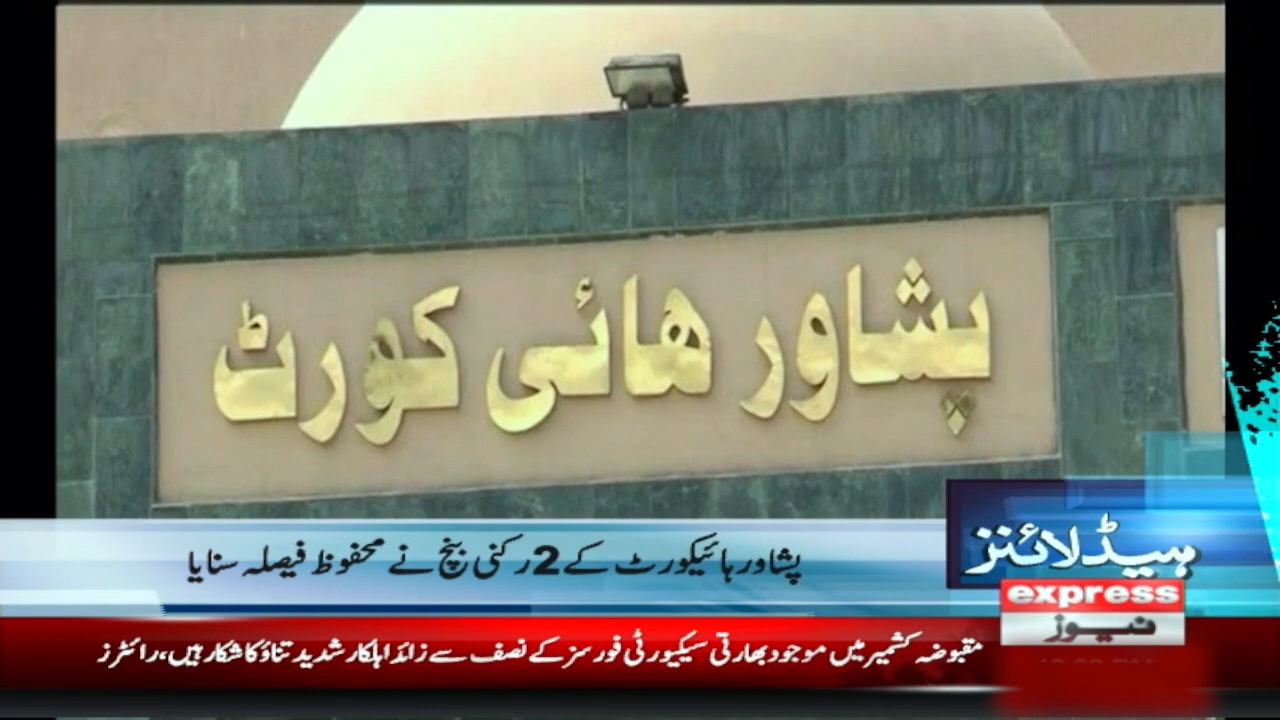 پشاور هائی کورٹ
پشاور ہائیکورٹ کے 2 رکنی بنچ نے محفوظ فیصلہ سنایا
ہیڈلائنز
express
نیوز
مقبوضہ کشمیر میں موجود بھارتی سیکیورٹی فورسز کے نصف سے زائد اہلکار شدید تناؤ کا شکار ہیں، رائٹرز